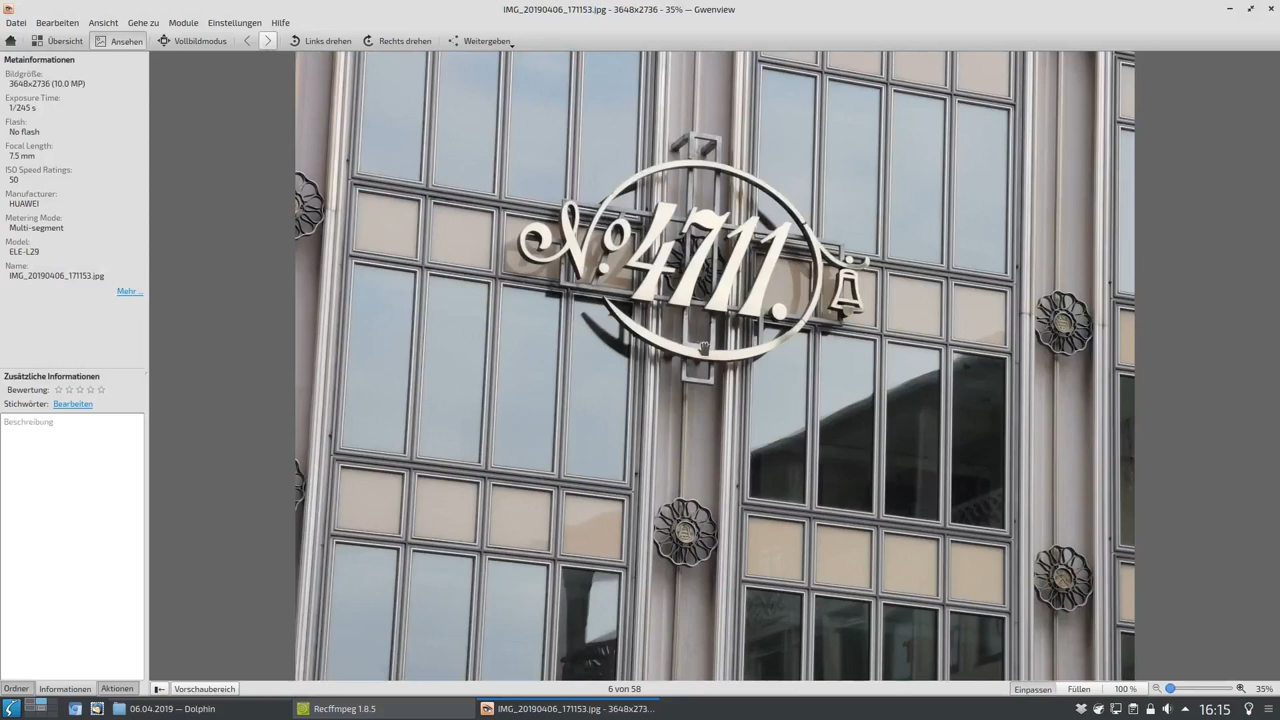 IMG_20190406_171153.jpg - 3648x2736 - 35% — Gwenview
Datei Bearbeiten Ansicht Gehe zu Module Einstellungen Hilfe
Übersicht Ansehen Vollbildmodus Links drehen Rechts drehen Weitergeben
Metainformationen
Bildgröße:
3648x2736 (10.0 MP)
Exposure Time:
1/245 s
Flash:
No flash
Focal Length:
7.5 mm
ISO Speed Ratings:
50
Manufacturer:
HUAWEI
Metering Mode:
Multi-segment
Model:
ELE-L29
Name:
IMG_20190406_171153.jpg
Mehr ...
Nº 4711.
Zusätzliche Informationen
Bewertung:
Stichwörter: Bearbeiten
Beschreibung
Ordner Informationen Aktionen Vorschaubereich 6 von 58 Einpassen Füllen 100 % 35%
06.04.2019 — Dolphin Recffmpeg 1.8.5 IMG_20190406_171153.jpg - 3648x273... 16:15